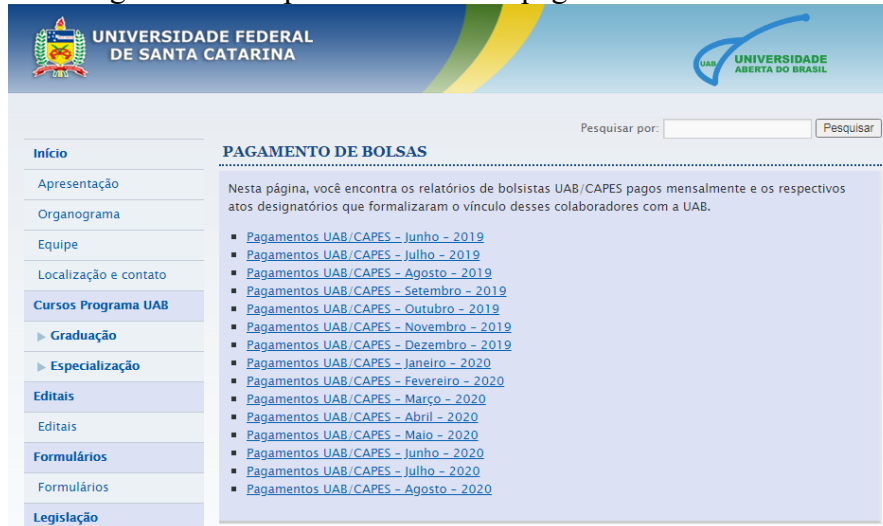 UNIVERSIDADE FEDERAL
DE SANTA CATARINA
UAB
UNIVERSIDADE
ABERTA DO BRASIL
Pesquisar por:
Pesquisar
Início
Apresentação
Organograma
Equipe
Localização e contato
Cursos Programa UAB
Graduação
Especialização
Editais
Editais
Formulários
Formulários
Legislação
PAGAMENTO DE BOLSAS
Nesta página, você encontra os relatórios de bolsistas UAB/CAPES pagos mensalmente e os respectivos
atos designatórios que formalizaram o vínculo desses colaboradores com a UAB.
Pagamentos UAB/CAPES – Junho – 2019
Pagamentos UAB/CAPES – Julho – 2019
Pagamentos UAB/CAPES – Agosto – 2019
Pagamentos UAB/CAPES – Setembro – 2019
Pagamentos UAB/CAPES – Outubro – 2019
Pagamentos UAB/CAPES – Novembro – 2019
Pagamentos UAB/CAPES – Dezembro – 2019
Pagamentos UAB/CAPES – Janeiro – 2020
Pagamentos UAB/CAPES – Fevereiro – 2020
Pagamentos UAB/CAPES – Março – 2020
Pagamentos UAB/CAPES – Abril – 2020
Pagamentos UAB/CAPES – Maio – 2020
Pagamentos UAB/CAPES – Junho – 2020
Pagamentos UAB/CAPES – Julho – 2020
Pagamentos UAB/CAPES – Agosto – 2020